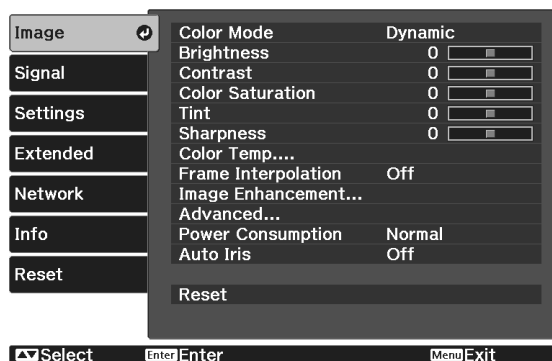 Image
Signal
Settings
Extended
Network
Info
Reset
Color Mode Dynamic
Brightness 0
Contrast 0
Color Saturation 0
Tint 0
Sharpness 0
Color Temp....
Frame Interpolation Off
Image Enhancement...
Advanced...
Power Consumption Normal
Auto Iris Off
Reset
Select Enter Enter Menu Exit